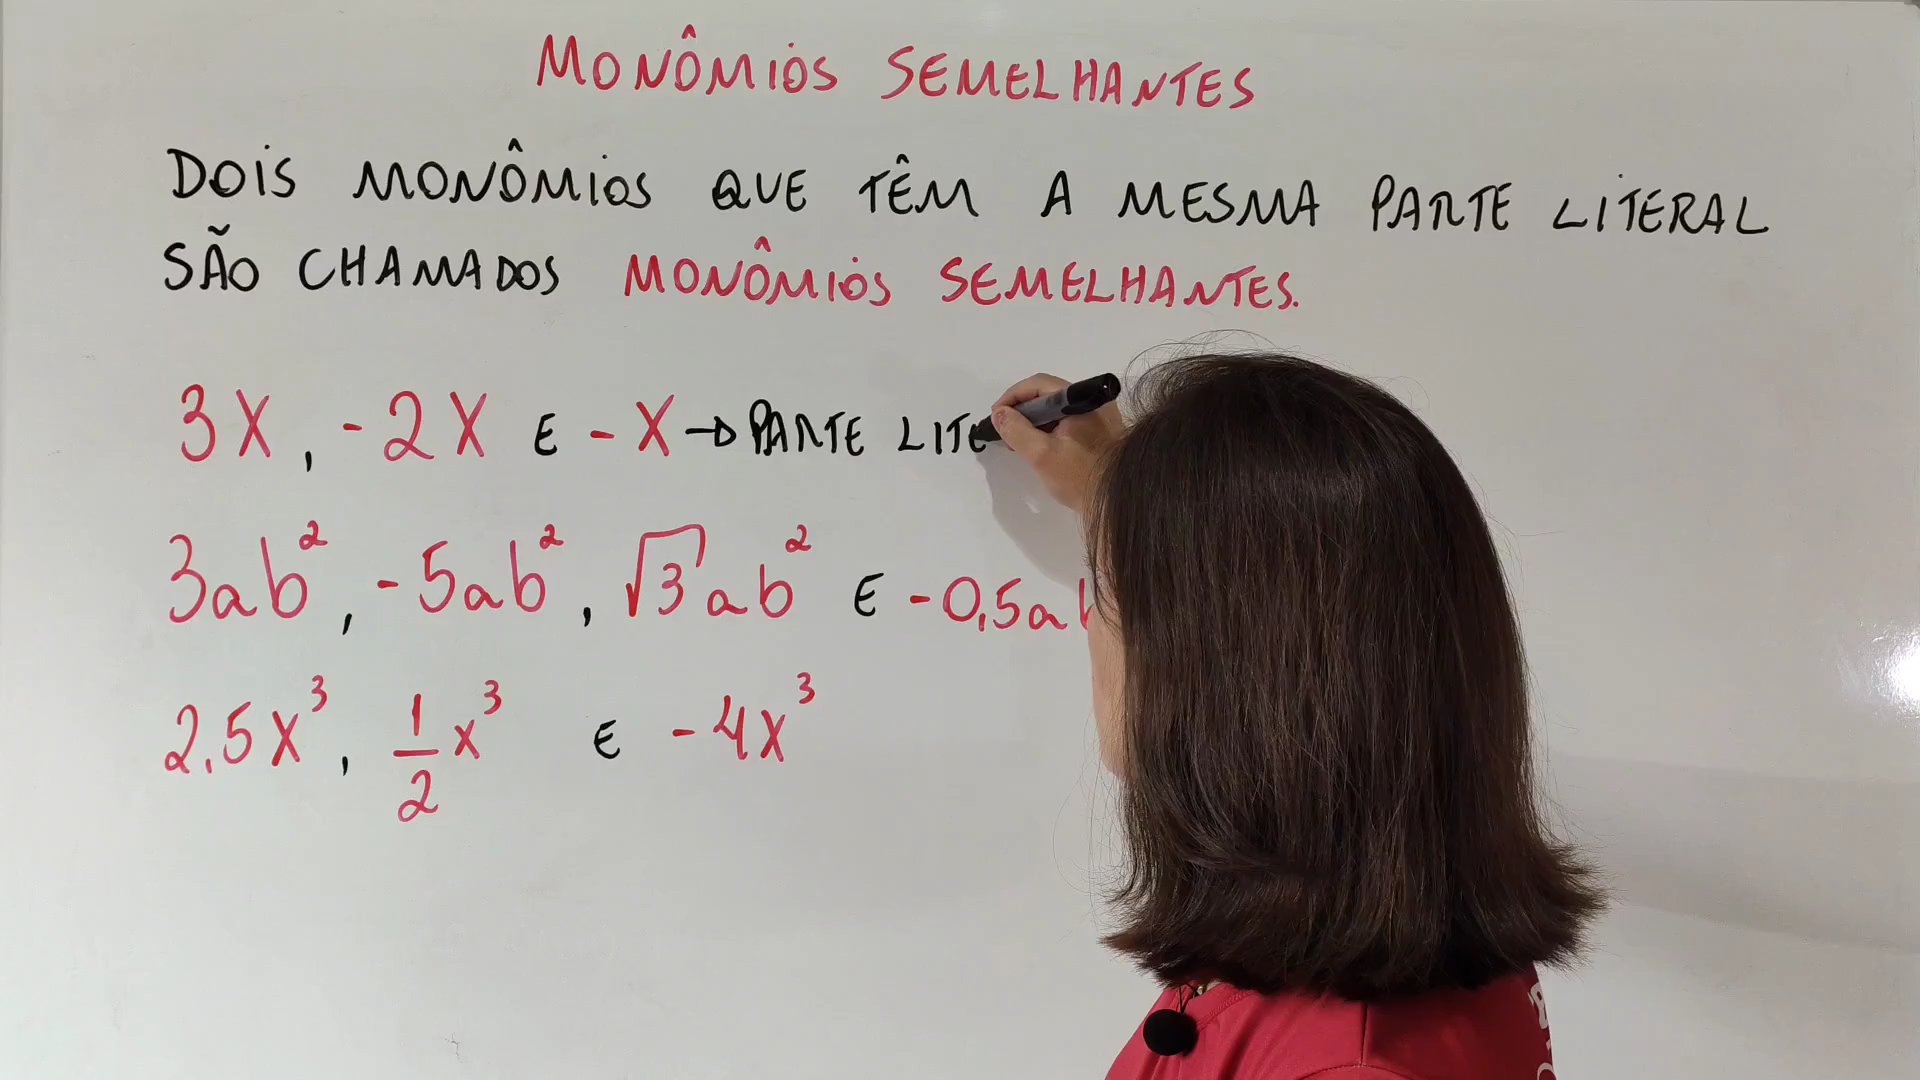 MONÔMIOS SEMELHANTES
DOIS MONÔMIOS QUE TÊM A MESMA PARTE LITERAL
SÃO CHAMADOS MONÔMIOS SEMELHANTES.
3X, -2X E -X → PARTE LITE
3ab², -5ab², √3ab² E -0,5ab
2,5x³, 1/2 x³ E -4x³